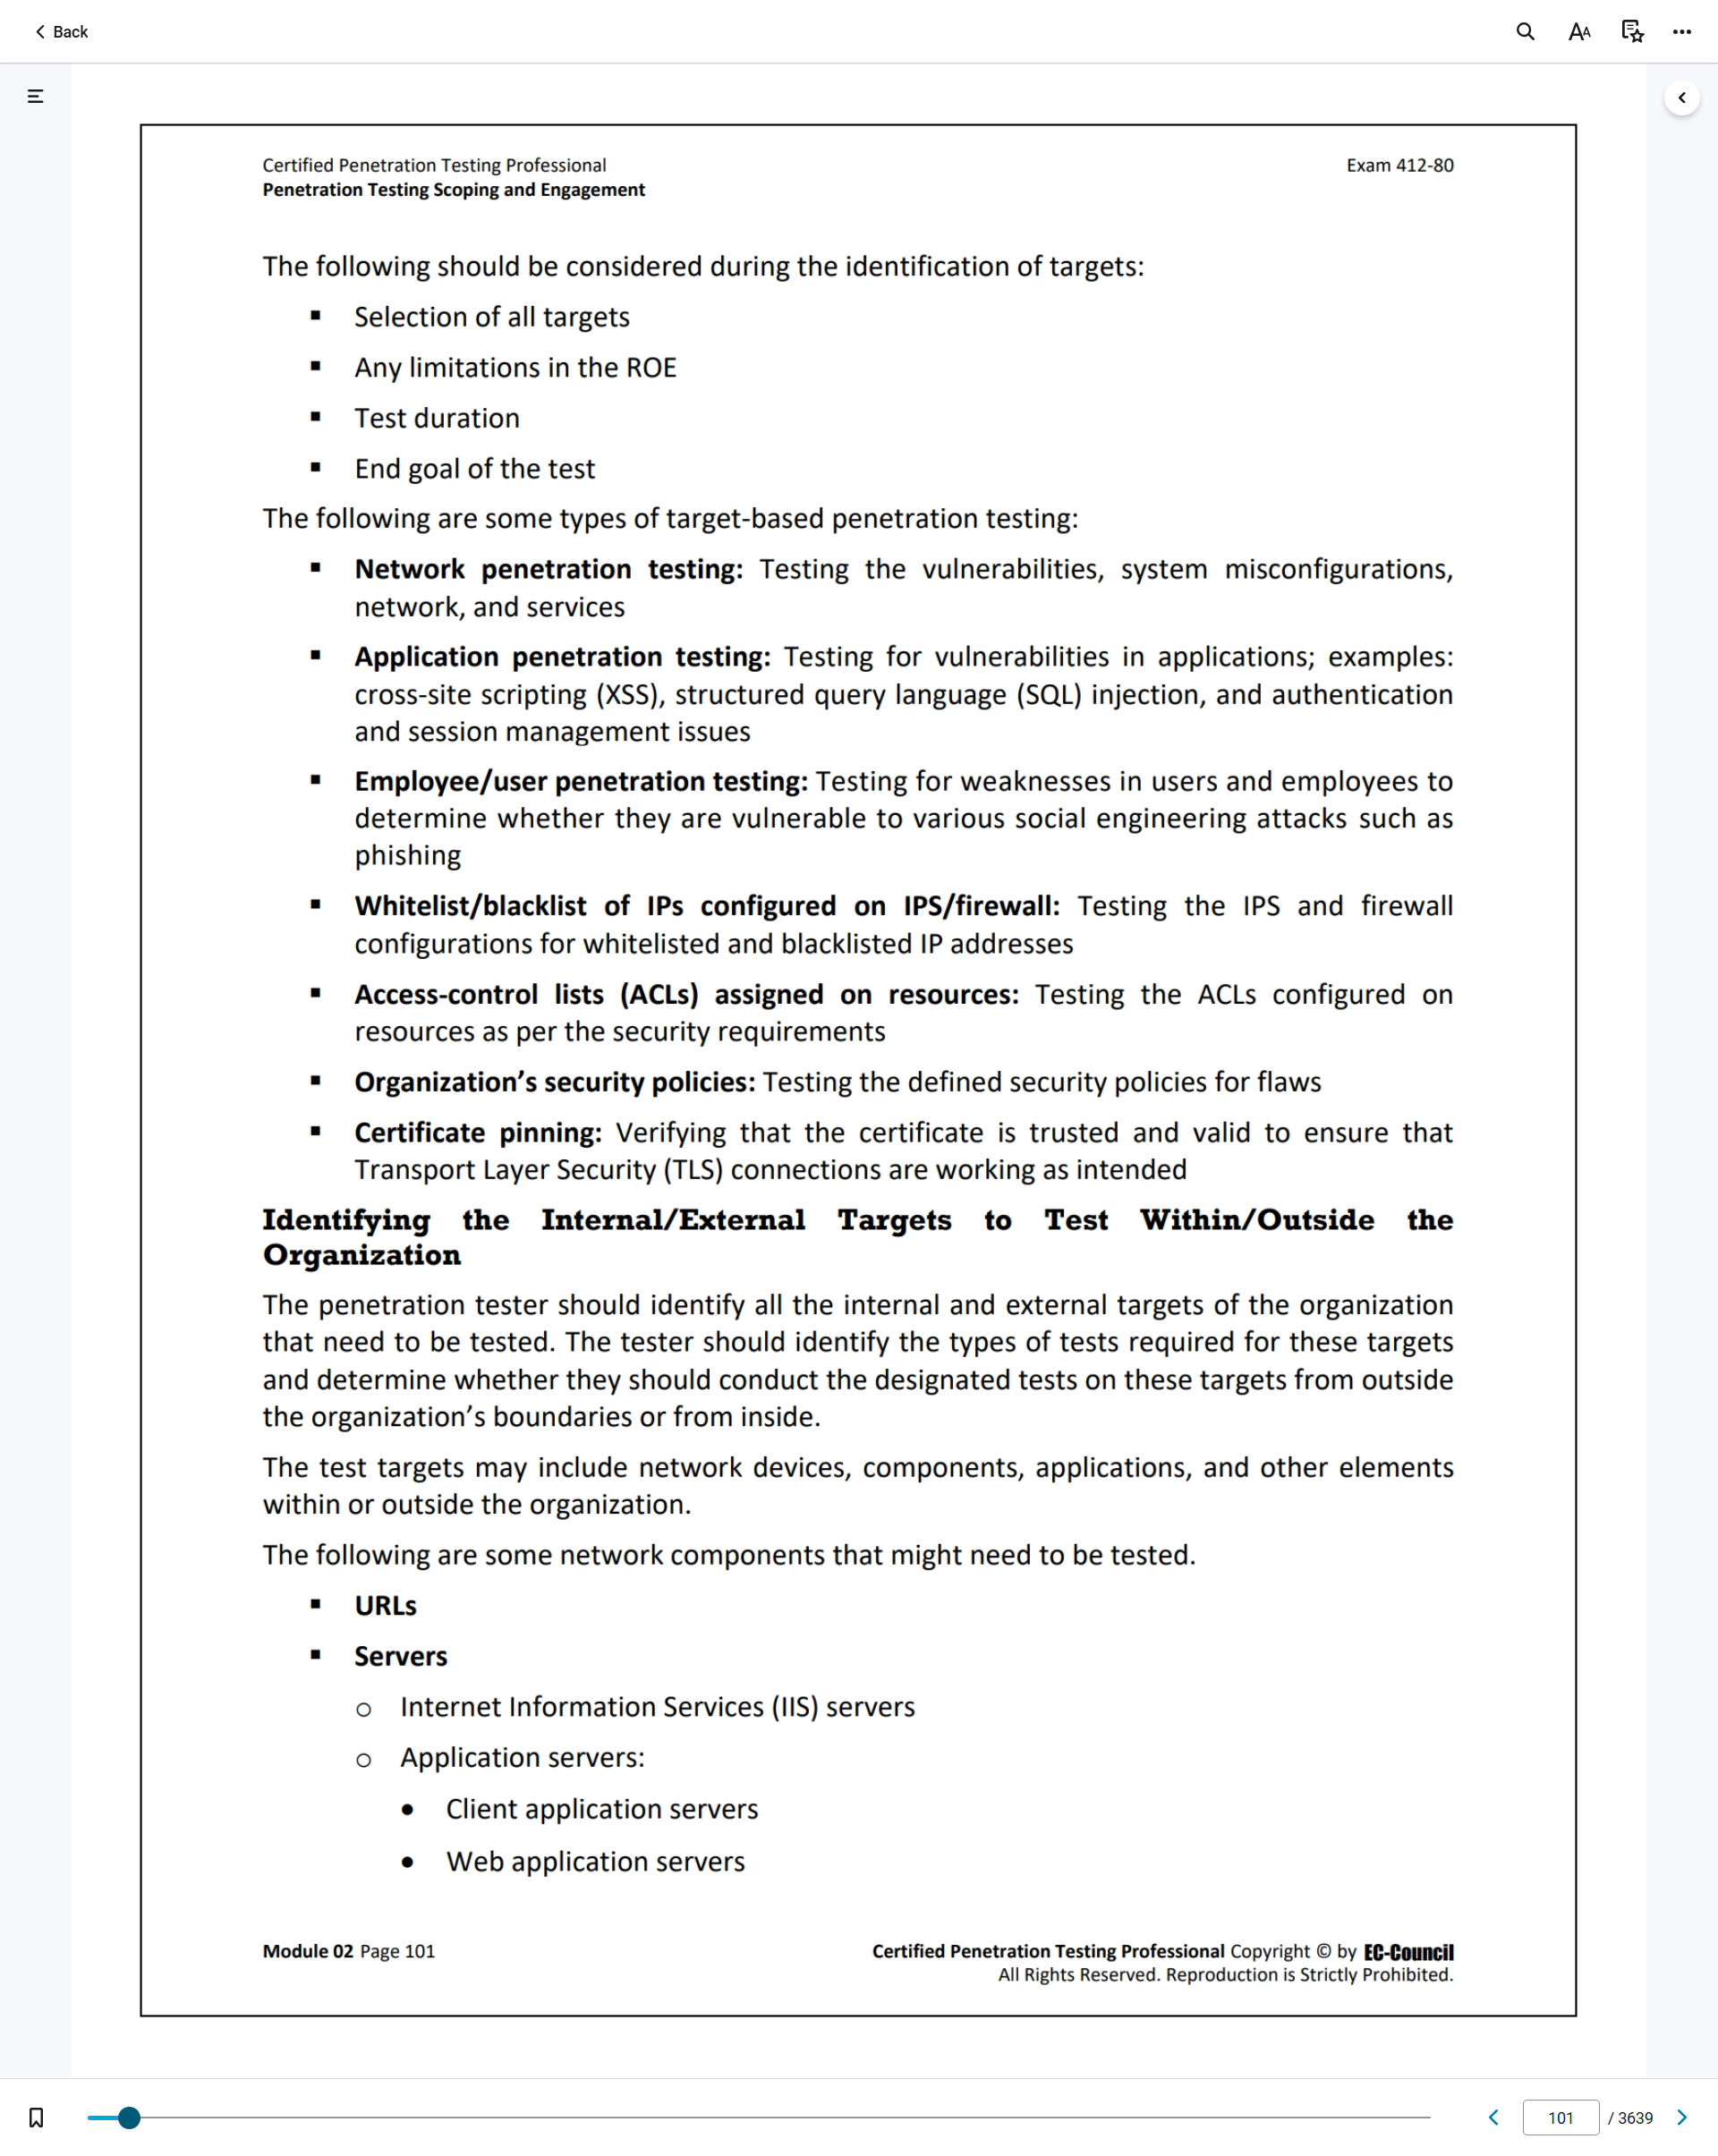 Back
Certified Penetration Testing Professional
Exam 412-80
Penetration Testing Scoping and Engagement
The following should be considered during the identification of targets:
▪ Selection of all targets
▪ Any limitations in the ROE
▪ Test duration
▪ End goal of the test
The following are some types of target-based penetration testing:
▪ Network penetration testing: Testing the vulnerabilities, system misconfigurations,
network, and services
▪ Application penetration testing: Testing for vulnerabilities in applications; examples:
cross-site scripting (XSS), structured query language (SQL) injection, and authentication
and session management issues
▪ Employee/user penetration testing: Testing for weaknesses in users and employees to
determine whether they are vulnerable to various social engineering attacks such as
phishing
▪ Whitelist/blacklist of IPs configured on IPS/firewall: Testing the IPS and firewall
configurations for whitelisted and blacklisted IP addresses
▪ Access-control lists (ACLs) assigned on resources: Testing the ACLs configured on
resources as per the security requirements
▪ Organization’s security policies: Testing the defined security policies for flaws
▪ Certificate pinning: Verifying that the certificate is trusted and valid to ensure that
Transport Layer Security (TLS) connections are working as intended
Identifying the Internal/External Targets to Test Within/Outside the
Organization
The penetration tester should identify all the internal and external targets of the organization
that need to be tested. The tester should identify the types of tests required for these targets
and determine whether they should conduct the designated tests on these targets from outside
the organization’s boundaries or from inside.
The test targets may include network devices, components, applications, and other elements
within or outside the organization.
The following are some network components that might need to be tested.
▪ URLs
▪ Servers
o Internet Information Services (IIS) servers
o Application servers:
• Client application servers
• Web application servers
Module 02 Page 101
Certified Penetration Testing Professional Copyright © by EC-Council
All Rights Reserved. Reproduction is Strictly Prohibited.
101 / 3639